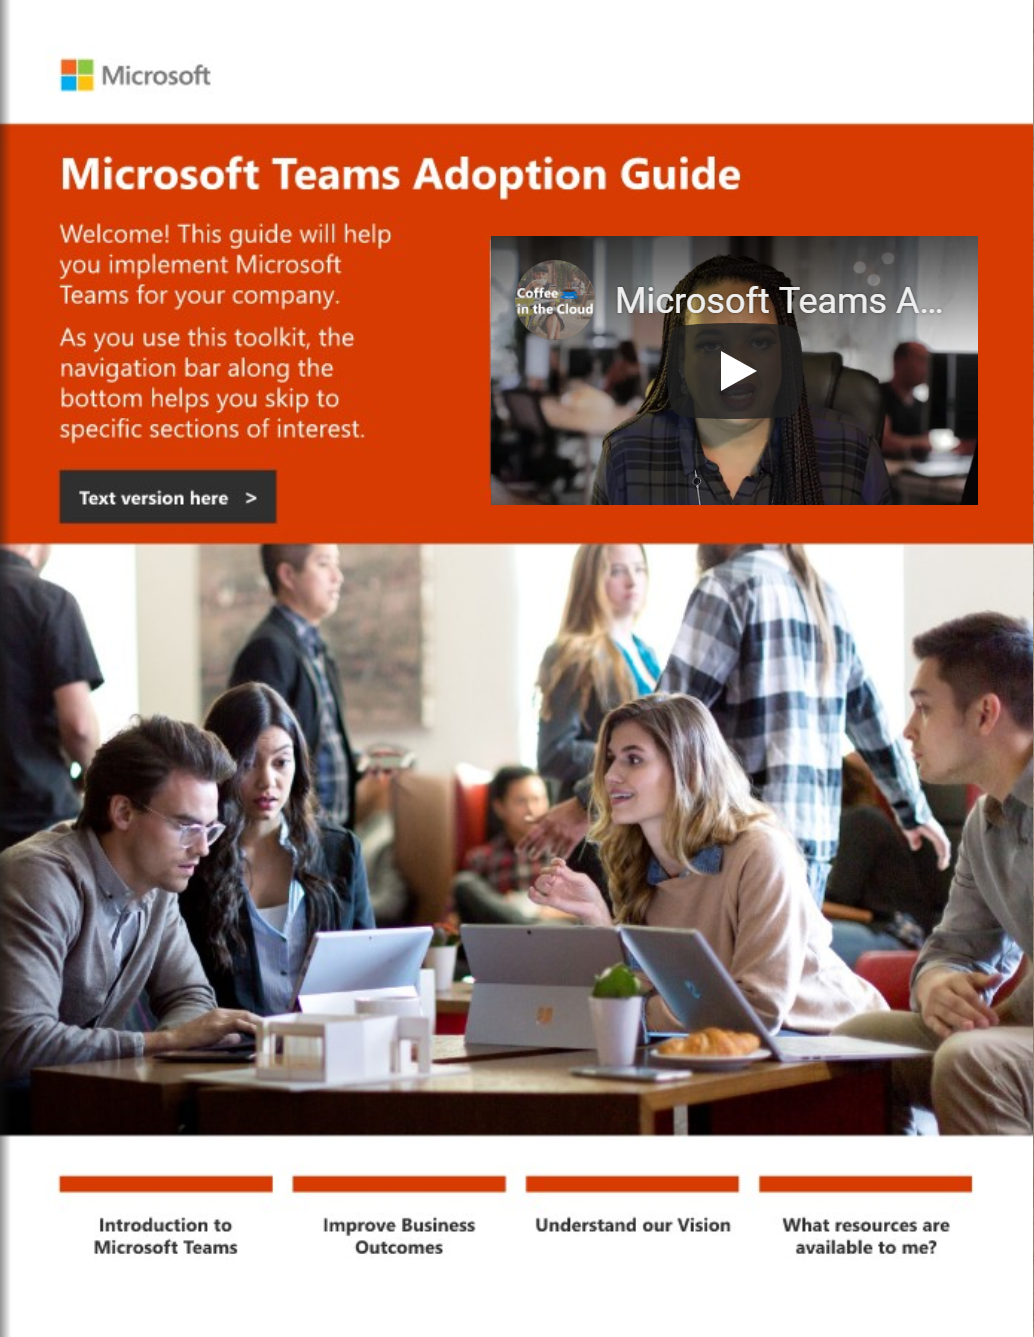 Microsoft
Microsoft Teams Adoption Guide
Welcome! This guide will help
you implement Microsoft
Teams for your company.
As you use this toolkit, the
navigation bar along the
bottom helps you skip to
specific sections of interest.
Text version here >
Coffee
in the Cloud
Microsoft Teams A...
Introduction to
Microsoft Teams
Improve Business
Outcomes
Understand our Vision
What resources are
available to me?